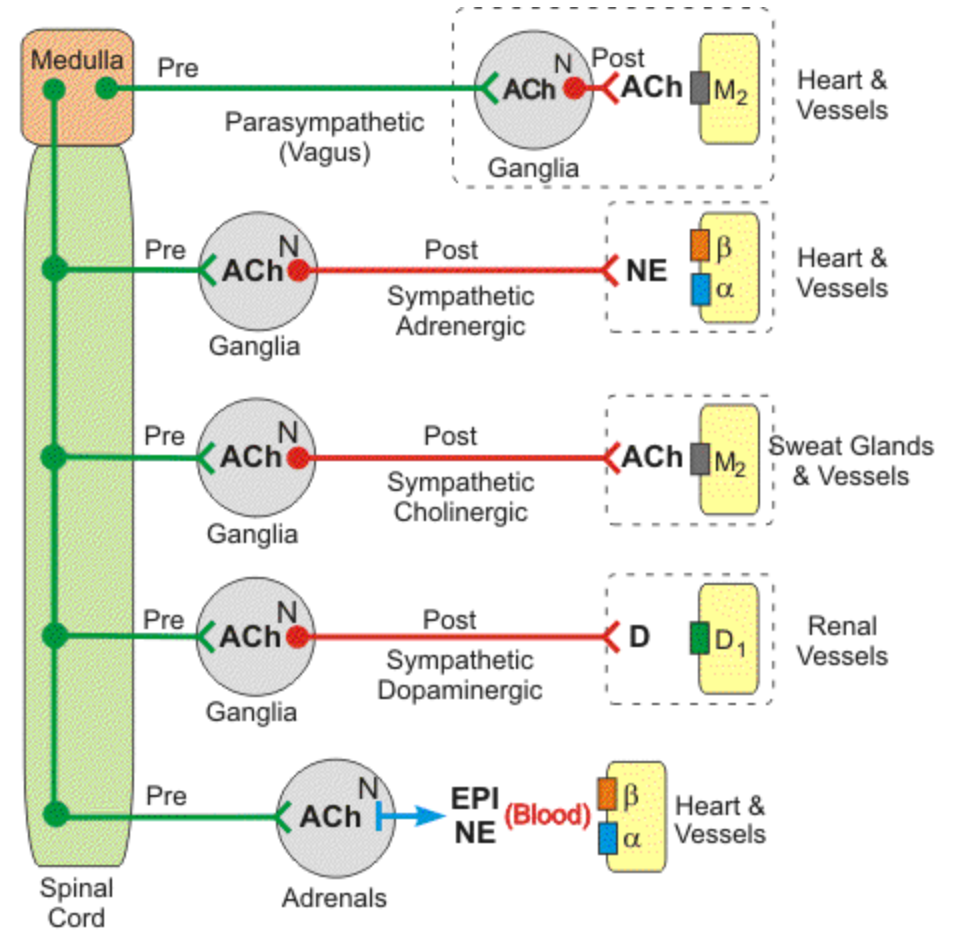 Medulla
Pre
Parasympathetic
(Vagus)
ACh
N
Ganglia
Post
ACh
M2
Heart &
Vessels
Pre
ACh
N
Ganglia
Post
Sympathetic
Adrenergic
NE
β
α
Heart &
Vessels
Pre
ACh
N
Ganglia
Post
Sympathetic
Cholinergic
ACh
M2
Sweat Glands
& Vessels
Pre
ACh
N
Ganglia
Post
Sympathetic
Dopaminergic
D
D1
Renal
Vessels
Pre
ACh
N
Adrenals
EPI
NE
(Blood)
β
α
Heart &
Vessels
Spinal
Cord